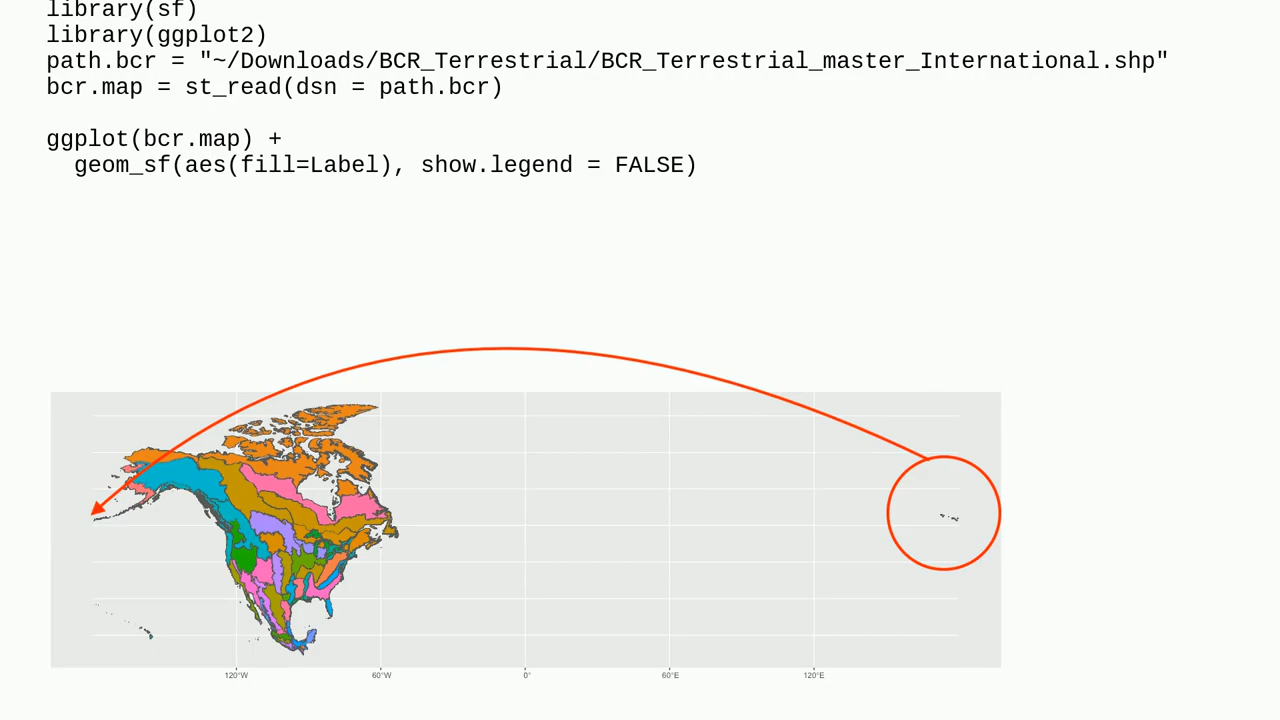 library(sf)
library(ggplot2)
path.bcr = "~/Downloads/BCR_Terrestrial/BCR_Terrestrial_master_International.shp"
bcr.map = st_read(dsn = path.bcr)
ggplot(bcr.map) +
geom_sf(aes(fill=Label), show.legend = FALSE)
120°W 60°W 0° 60°E 120°E